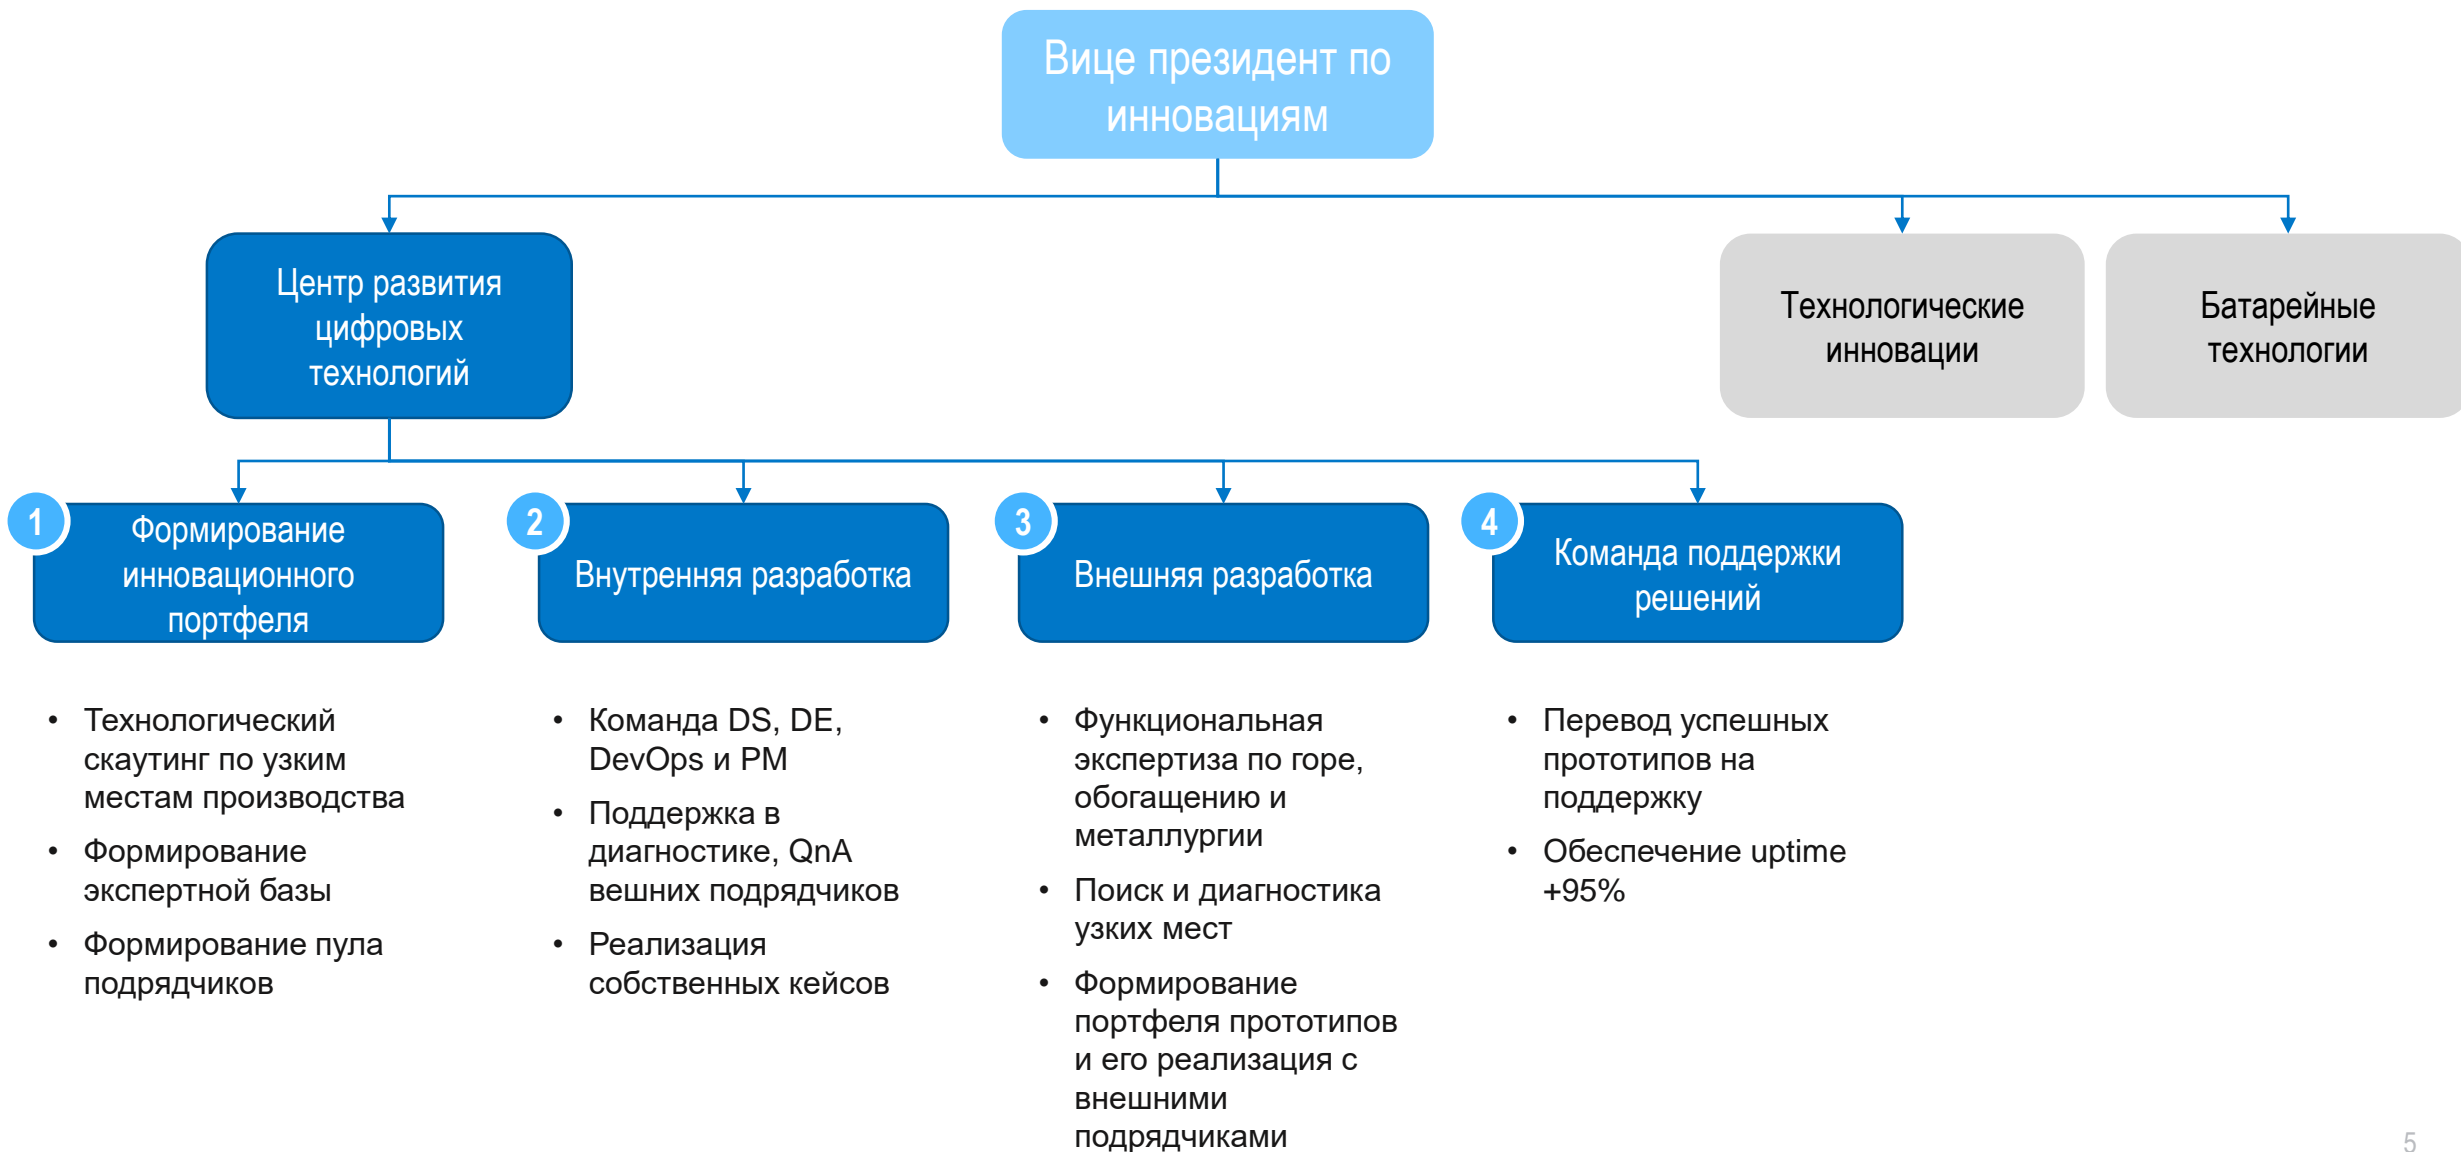 Вице президент по
инновациям
Центр развития
цифровых
технологий
Технологические
инновации
Батарейные
технологии
1
Формирование
инновационного
портфеля
2
Внутренняя разработка
3
Внешняя разработка
4
Команда поддержки
решений
• Технологический
скаутинг по узким
местам производства
• Формирование
экспертной базы
• Формирование пула
подрядчиков
• Команда DS, DE,
DevOps и PM
• Поддержка в
диагностике, QnA
вешних подрядчиков
• Реализация
собственных кейсов
• Функциональная
экспертиза по горе,
обогащению и
металлургии
• Поиск и диагностика
узких мест
• Формирование
портфеля прототипов
и его реализация с
внешними
подрядчиками
• Перевод успешных
прототипов на
поддержку
• Обеспечение uptime
+95%
5